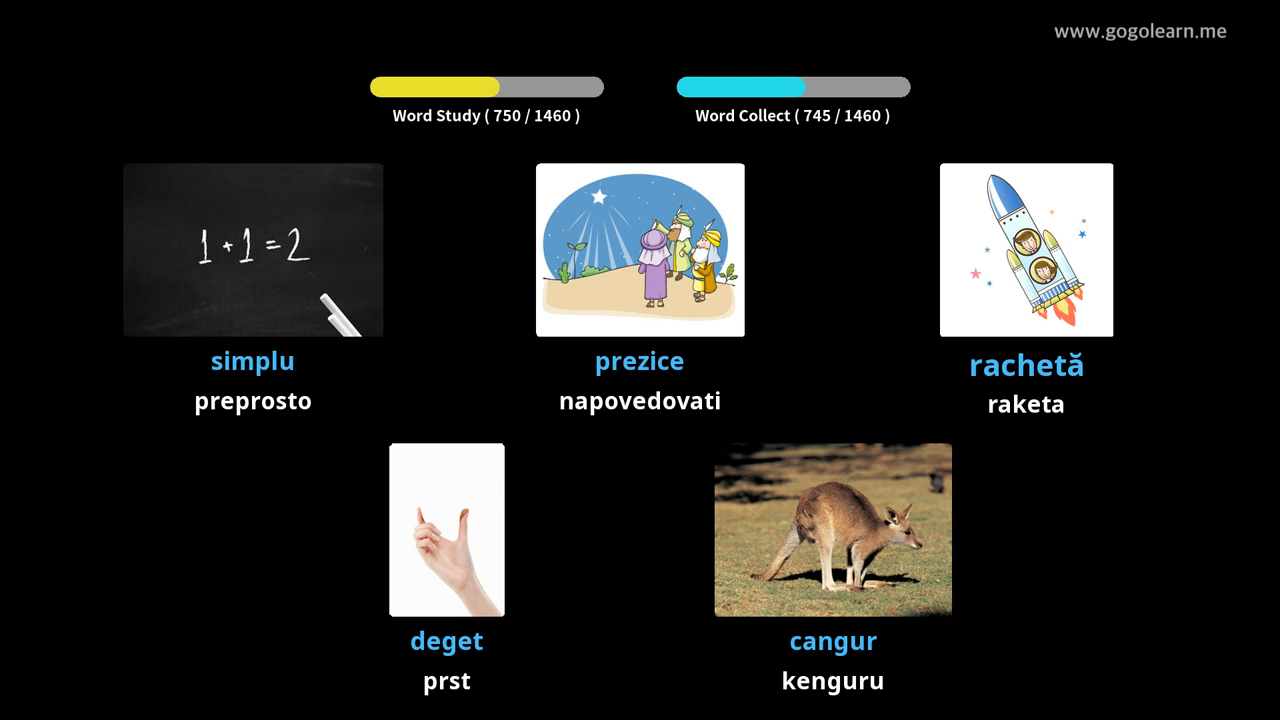 www.gogolearn.me
Word Study ( 750 / 1460 )
Word Collect ( 745 / 1460 )
1 + 1 = 2
simplu
preprosto
prezice
napovedovati
rachetă
raketa
deget
prst
cangur
kenguru